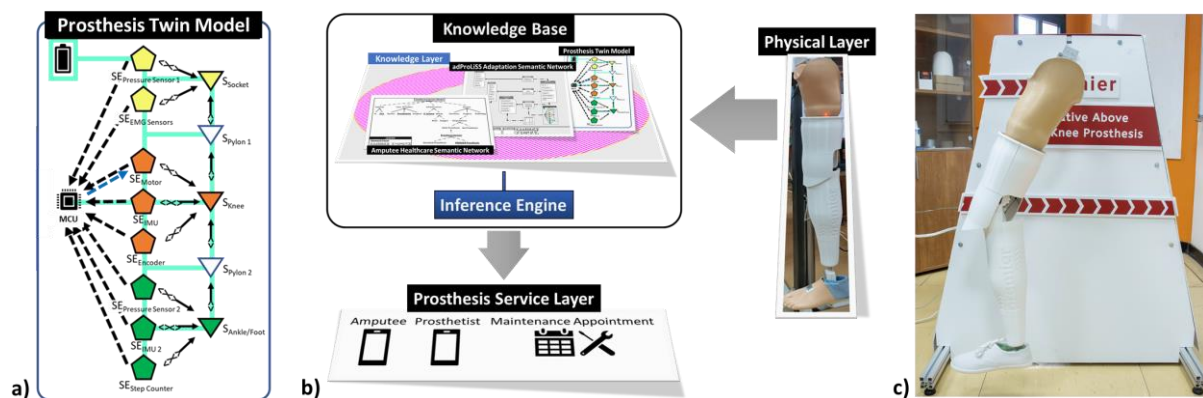 Prosthesis Twin Model
SE Pressure Sensor 1
S Socket
SE EMG Sensors
S Pylon 1
SE Motor
MCU
S Knee
SE IMU
SE Encoder
S Pylon 2
SE Pressure Sensor 2
S Ankle/Foot
SE IMU 2
SE Step Counter
a)
Knowledge Base
Knowledge Layer
Prosthesis Twin Model
adProLiSS Adaptation Semantic Network
Amputee Healthcare Semantic Network
Inference Engine
Prosthesis Service Layer
Amputee Prosthetist Maintenance Appointment
b)
Physical Layer
nier
ctive Above
Knee Prosthesis
c)